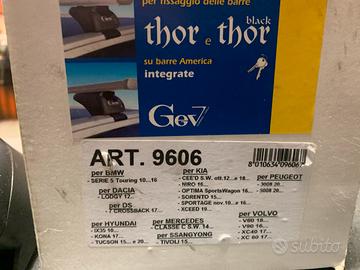 per fissaggio delle barre
thor e thor black
su barre America
integrate
Gev
ART. 9606
8010634096067
per BMW
SERIE 5 Touring 10...16
per DACIA
LODGY 12...
per DS
7 CROSSBACK 17...
per HYUNDAI
IX35 10...
KONA 17...
TUCSON 15... e 20...
per KIA
CEE'D S.W. ott.12...e 18...
NIRO 16...
OPTIMA SportsWagon 16...
SORENTO 15...
SPORTAGE nov.10...e 16...
XCEED 19...
per MERCEDES
Classe C S.W. 14...
per SSANGYONG
TIVOLI 15...
per PEUGEOT
3008 20...
per VOLVO
V60 18...
V90 16...
XC40 17...
XC 60 17...
subito